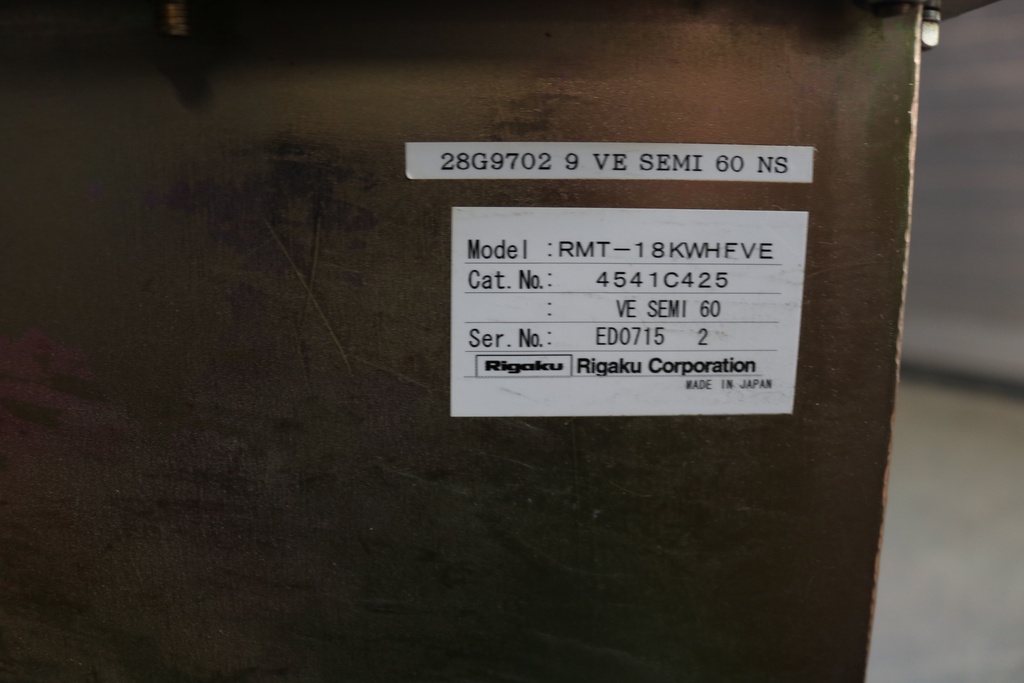 28G9702 9 VE SEMI 60 NS
Model :RMT-18KWHFVE
Cat. No.: 4541C425
: VE SEMI 60
Ser. No.: ED0715 2
Rigaku Rigaku Corporation
MADE IN JAPAN